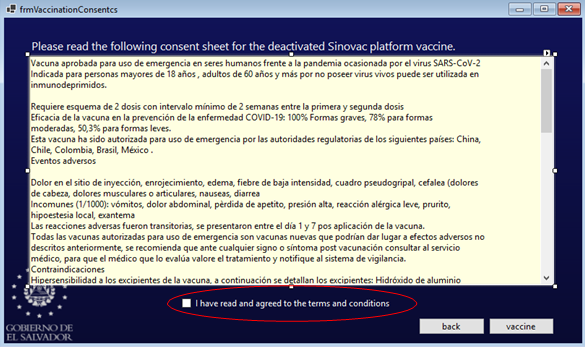 frmVaccinationConsentcs
Please read the following consent sheet for the deactivated Sinovac platform vaccine.
Vacuna aprobada para uso de emergencia en seres humanos frente a la pandemia ocasionada por el virus SARS-CoV-2
Indicada para personas mayores de 18 años , adultos de 60 años y más por no poseer virus vivos puede ser utilizada en
inmunodeprimidos.
Requiere esquema de 2 dosis con intervalo mínimo de 2 semanas entre la primera y segunda dosis
Eficacia de la vacuna en la prevención de la enfermedad COVID-19: 100% Formas graves, 78% para formas
moderadas, 50,3% para formas leves.
Esta vacuna ha sido autorizada para uso de emergencia por las autoridades regulatorias de los siguientes países: China,
Chile, Colombia, Brasil, México .
Eventos adversos
Dolor en el sitio de inyección, enrojecimiento, edema, fiebre de baja intensidad, cuadro pseudogripal, cefalea (dolores
de cabeza, dolores musculares o articulares, nauseas, diarrea
Incomunes (1/1000): vómitos, dolor abdominal, pérdida de apetito, presión alta, reacción alérgica leve, prurito,
hipoestesia local, exantema
Las reacciones adversas fueron transitorias, se presentaron entre el día 1 y 7 pos aplicación de la vacuna.
Todas las vacunas autorizadas para uso de emergencia son vacunas nuevas que podrían dar lugar a efectos adversos no
descritos anteriormente, se recomienda que ante cualquier signo o síntoma post vacunación consultar al servicio
médico, para que el médico que lo evalúa valore el tratamiento y notifique al sistema de vigilancia.
Contraindicaciones
Hipersensibilidad a los excipientes de la vacuna, a continuación se detallan los excipientes: Hidróxido de aluminio
I have read and agreed to the terms and conditions
GOBIERNO DE
EL SALVADOR
back
vaccine